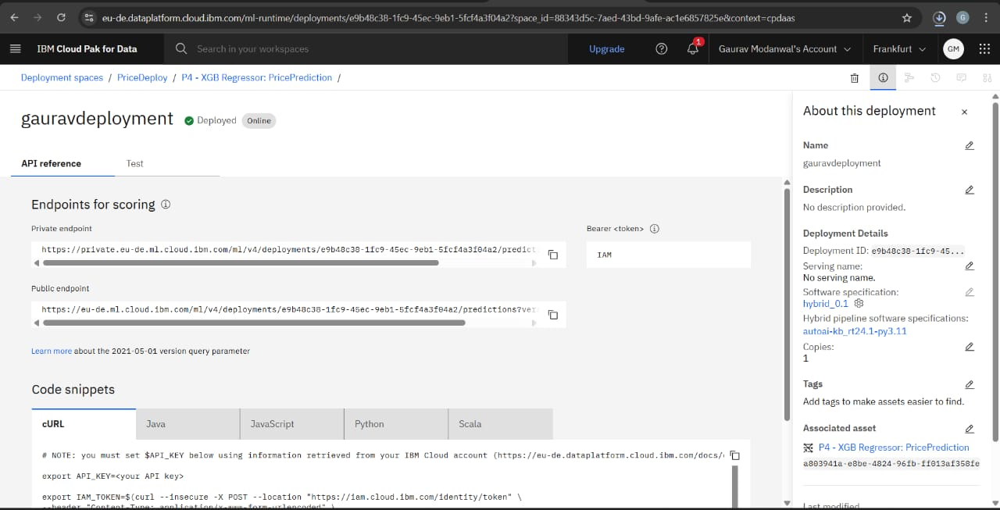 eu-de.dataplatform.cloud.ibm.com/ml-runtime/deployments/e9b48c38-1fc9-45ec-9eb1-5fcf4a3f04a2?space_id=88343d5c-7aed-43bd-9afe-ac1e6857825e&context=cpdaas
G
IBM Cloud Pak for Data
Search in your workspaces
Upgrade
1
Gaurav Modanwal's Account
Frankfurt
GM
Deployment spaces / PriceDeploy / P4 - XGB Regressor: PricePrediction /
gauravdeployment
Deployed
Online
API reference
Test
Endpoints for scoring
Private endpoint
https://private.eu-de.ml.cloud.ibm.com/ml/v4/deployments/e9b48c38-1fc9-45ec-9eb1-5fcf4a3f04a2/predict
Bearer <token>
IAM
Public endpoint
https://eu-de.ml.cloud.ibm.com/ml/v4/deployments/e9b48c38-1fc9-45ec-9eb1-5fcf4a3f04a2/predictions?ver
Learn more about the 2021-05-01 version query parameter
Code snippets
cURL
Java
JavaScript
Python
Scala
# NOTE: you must set $API_KEY below using information retrieved from your IBM Cloud account (https://eu-de.dataplatform.cloud.ibm.com/docs/
export API_KEY=<your API key>
export IAM_TOKEN=$(curl --insecure -X POST --location "https://iam.cloud.ibm.com/identity/token" \
--header "Content-Type: application/x-www-form-urlencoded" \
About this deployment
Name
gauravdeployment
Description
No description provided.
Deployment Details
Deployment ID: e9b48c38-1fc9-45...
Serving name:
No serving name.
Software specification:
hybrid_0.1
Hybrid pipeline software specifications:
autoai-kb_rt24.1-py3.11
Copies:
1
Tags
Add tags to make assets easier to find.
Associated asset
P4 - XGB Regressor: PricePrediction
a803941a-e8be-4824-96fb-ff013af358fe
Last modified